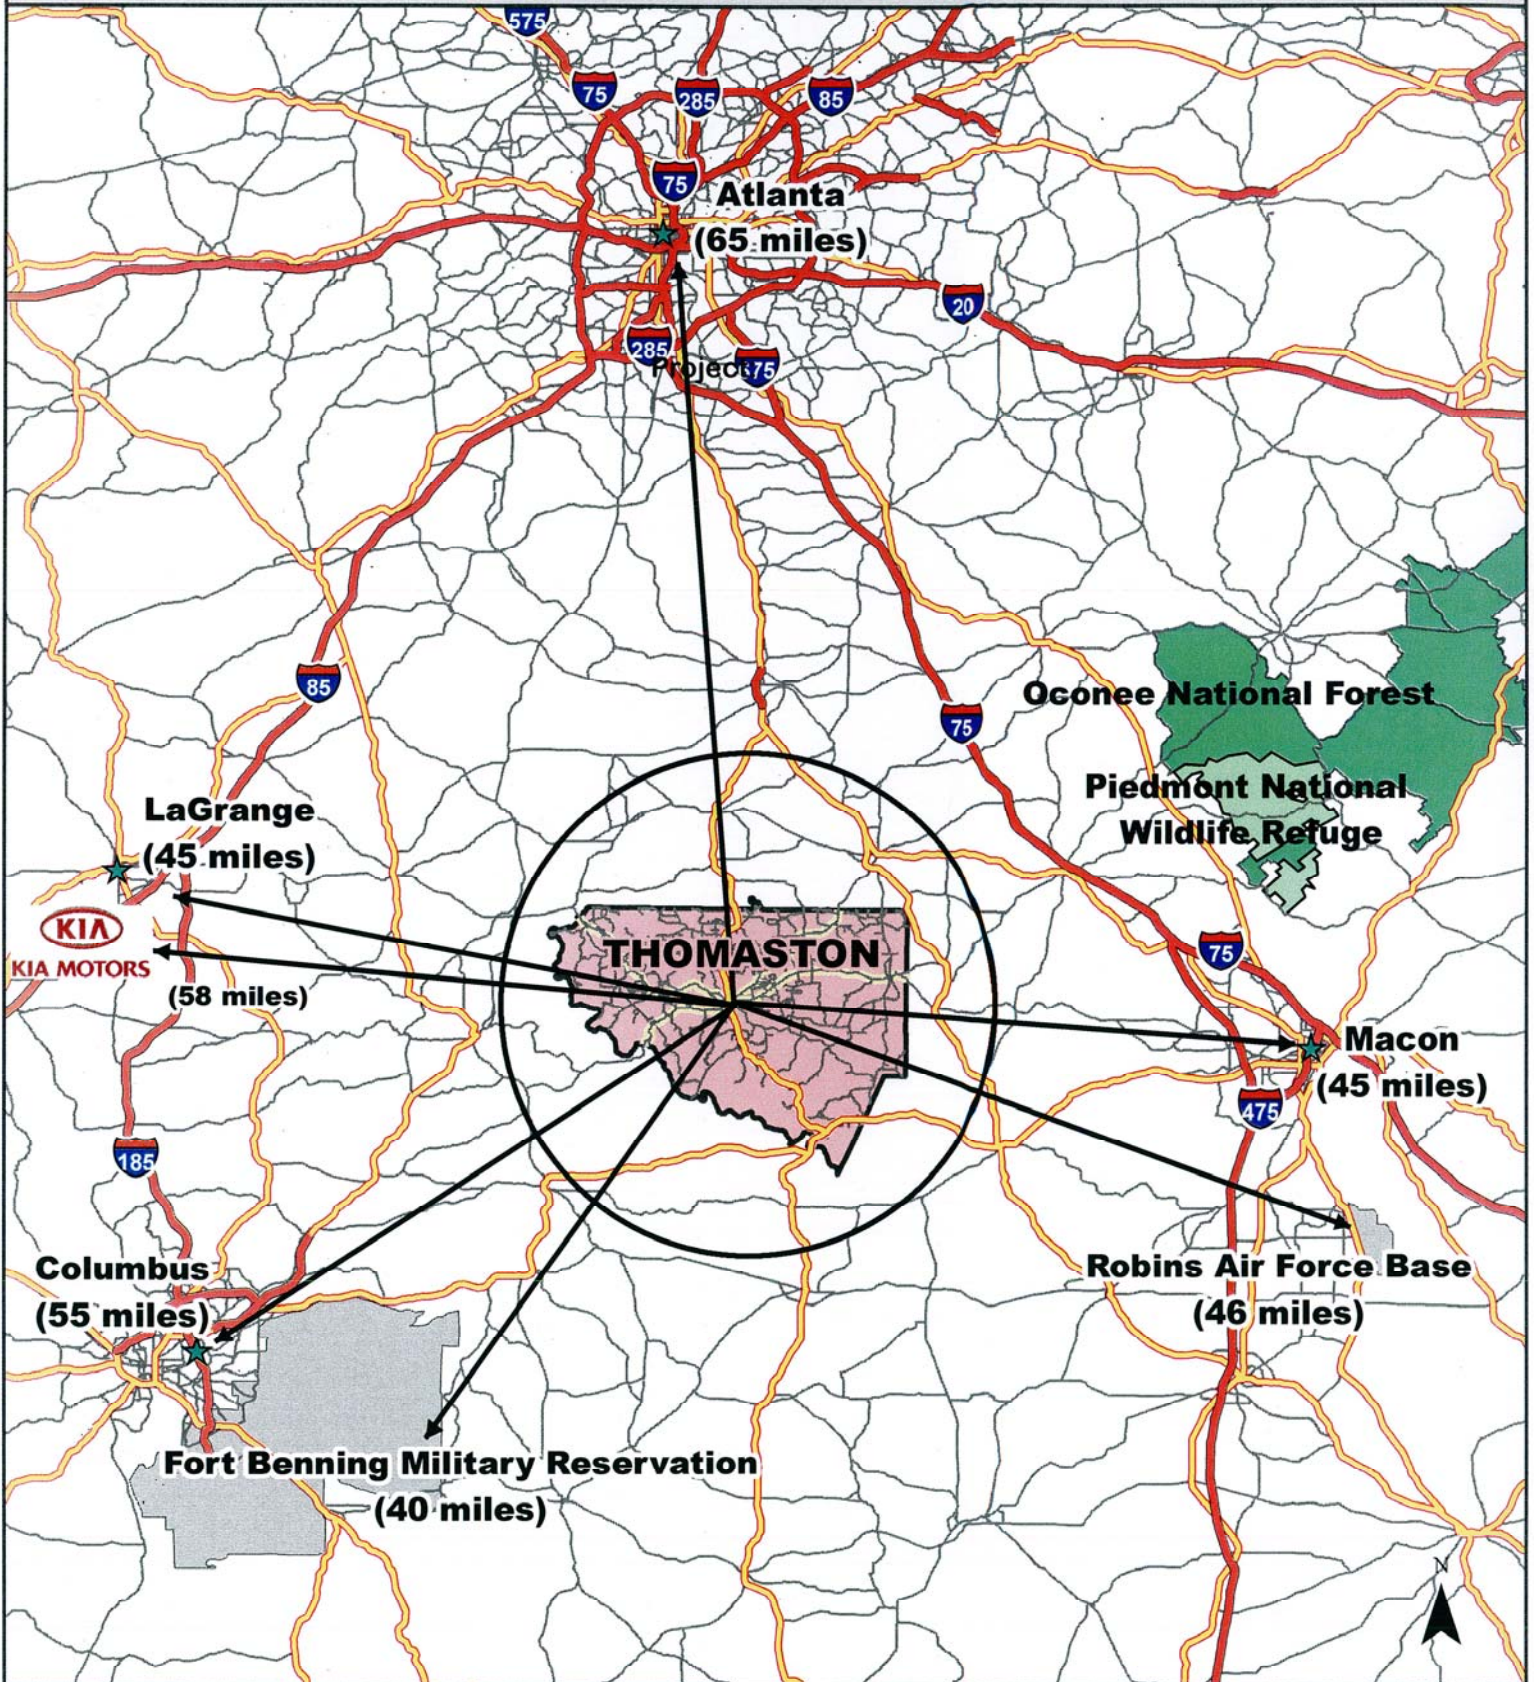 575
75
285
85
75
Atlanta
(65 miles)
20
285
Project
675
85
Oconee National Forest
75
Piedmont National
Wildlife Refuge
LaGrange
(45 miles)
KIA
KIA MOTORS
(58 miles)
THOMASTON
75
Macon
(45 miles)
475
185
Columbus
(55 miles)
Robins Air Force Base
(46 miles)
Fort Benning Military Reservation
(40 miles)
N